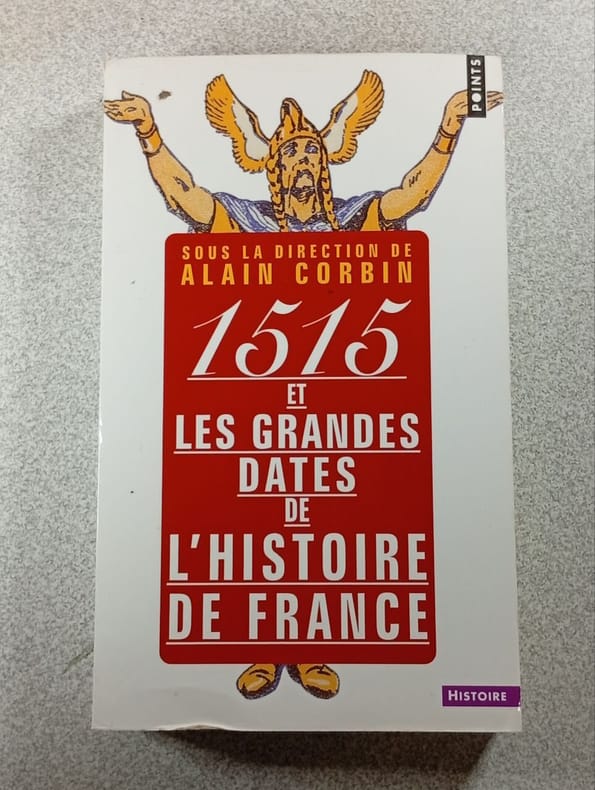 POINTS
SOUS LA DIRECTION DE
ALAIN CORBIN
1515
ET
LES GRANDES
DATES
DE
L'HISTOIRE
DE FRANCE
HISTOIRE